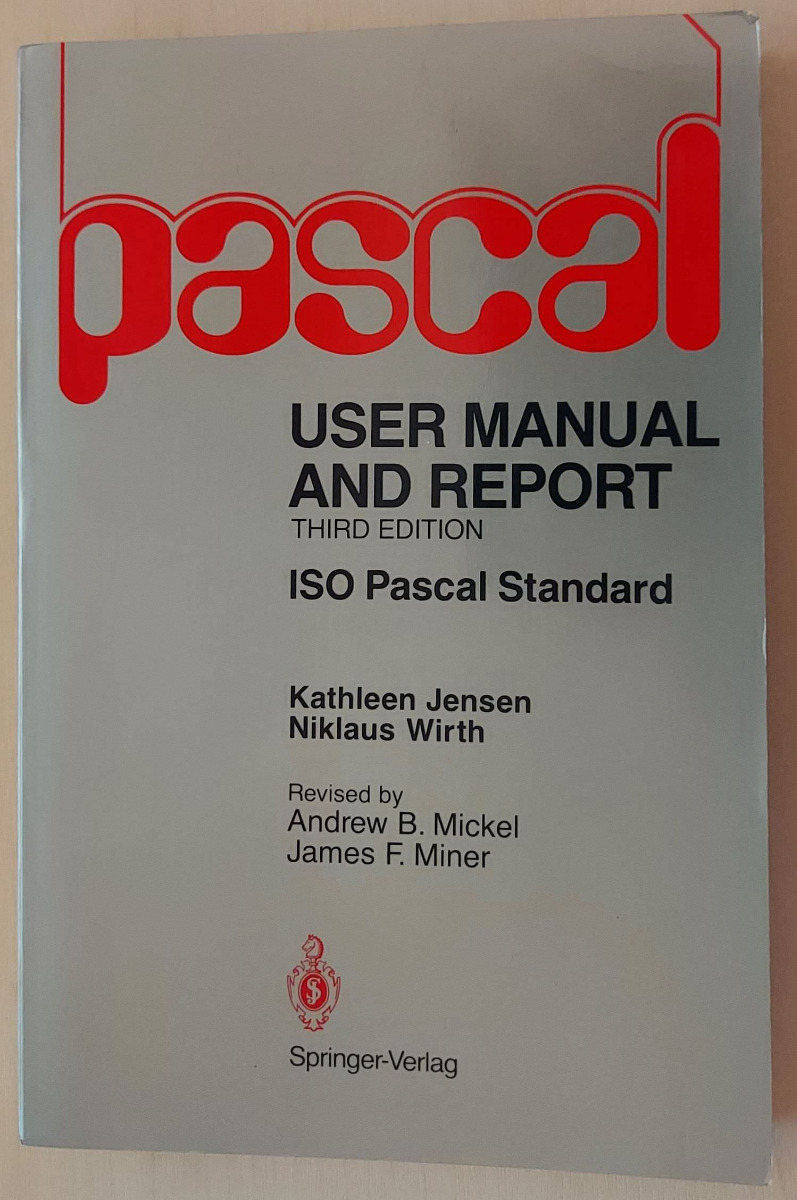 pascal
USER MANUAL
AND REPORT
THIRD EDITION
ISO Pascal Standard
Kathleen Jensen
Niklaus Wirth
Revised by
Andrew B. Mickel
James F. Miner
Springer-Verlag